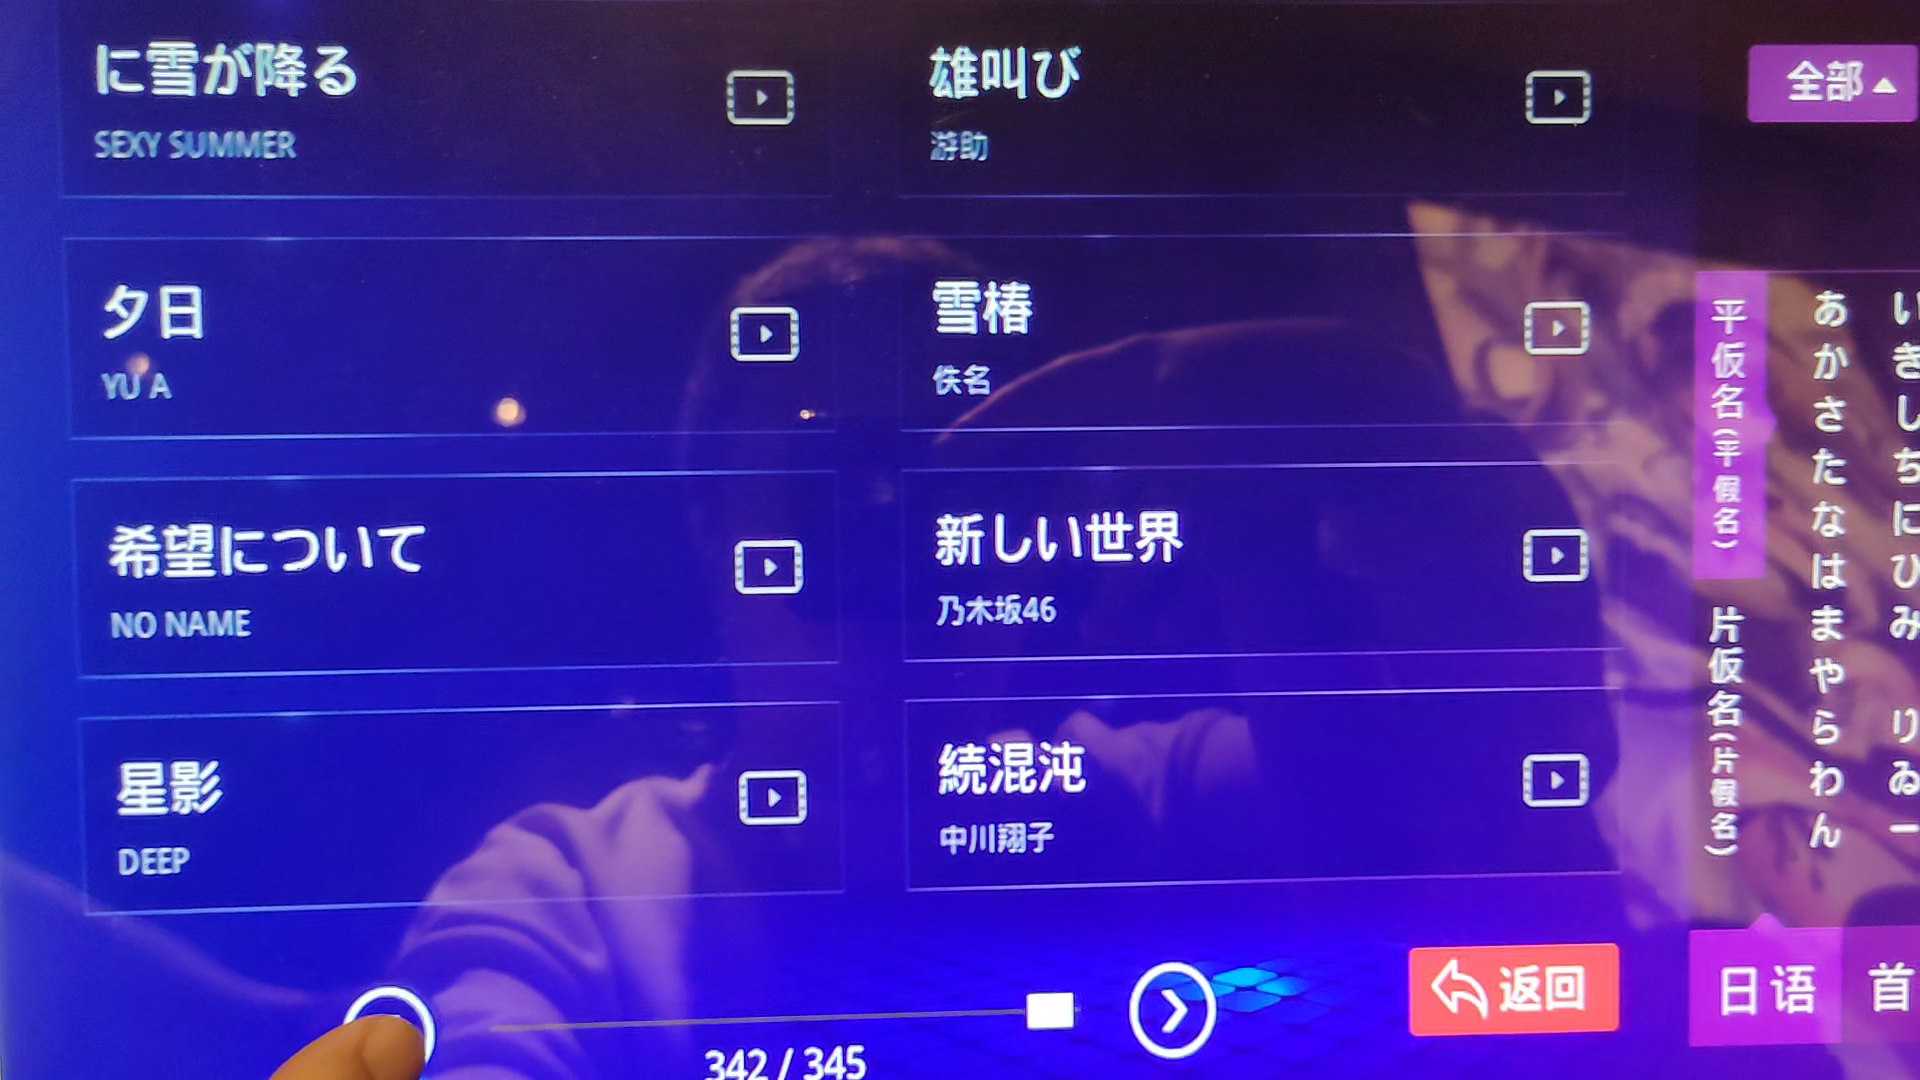 に雪が降る
SEXY SUMMER
雄叫び
游助
夕日
YU A
雪椿
佚名
希望について
NO NAME
新しい世界
乃木坂46
星影
DEEP
続混沌
中川翔子
342 / 345
返回
全部
平仮名(平假名)
片仮名(片假名)
あかさたなはまやらわん
いきしちにひみ りゐー
日语
首